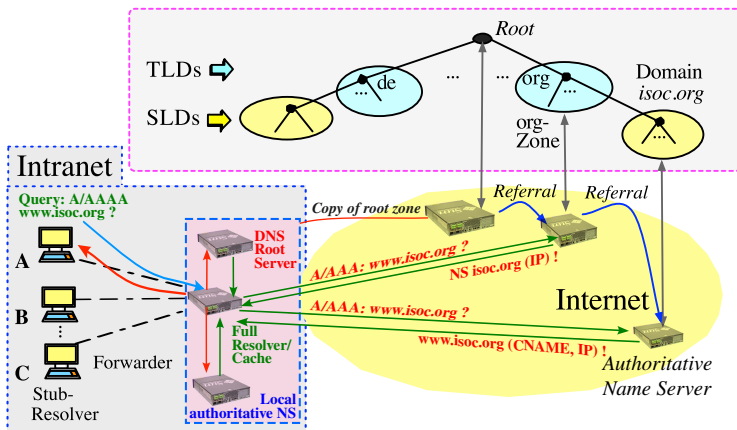 Root
TLDs
de
... ...
org
...
...
Domain
isoc.org
SLDs
...
org-
Zone
...
Intranet
Query: A/AAAA
www.isoc.org ?
Copy of root zone
Referral
Referral
DNS
Root
Server
A
A/AAA: www.isoc.org ?
NS isoc.org (IP) !
B
A/AAA: www.isoc.org ?
Internet
Full
Resolver/
Cache
www.isoc.org (CNAME, IP) !
C
Forwarder
Stub-
Resolver
Local
authoritative NS
Authoritative
Name Server